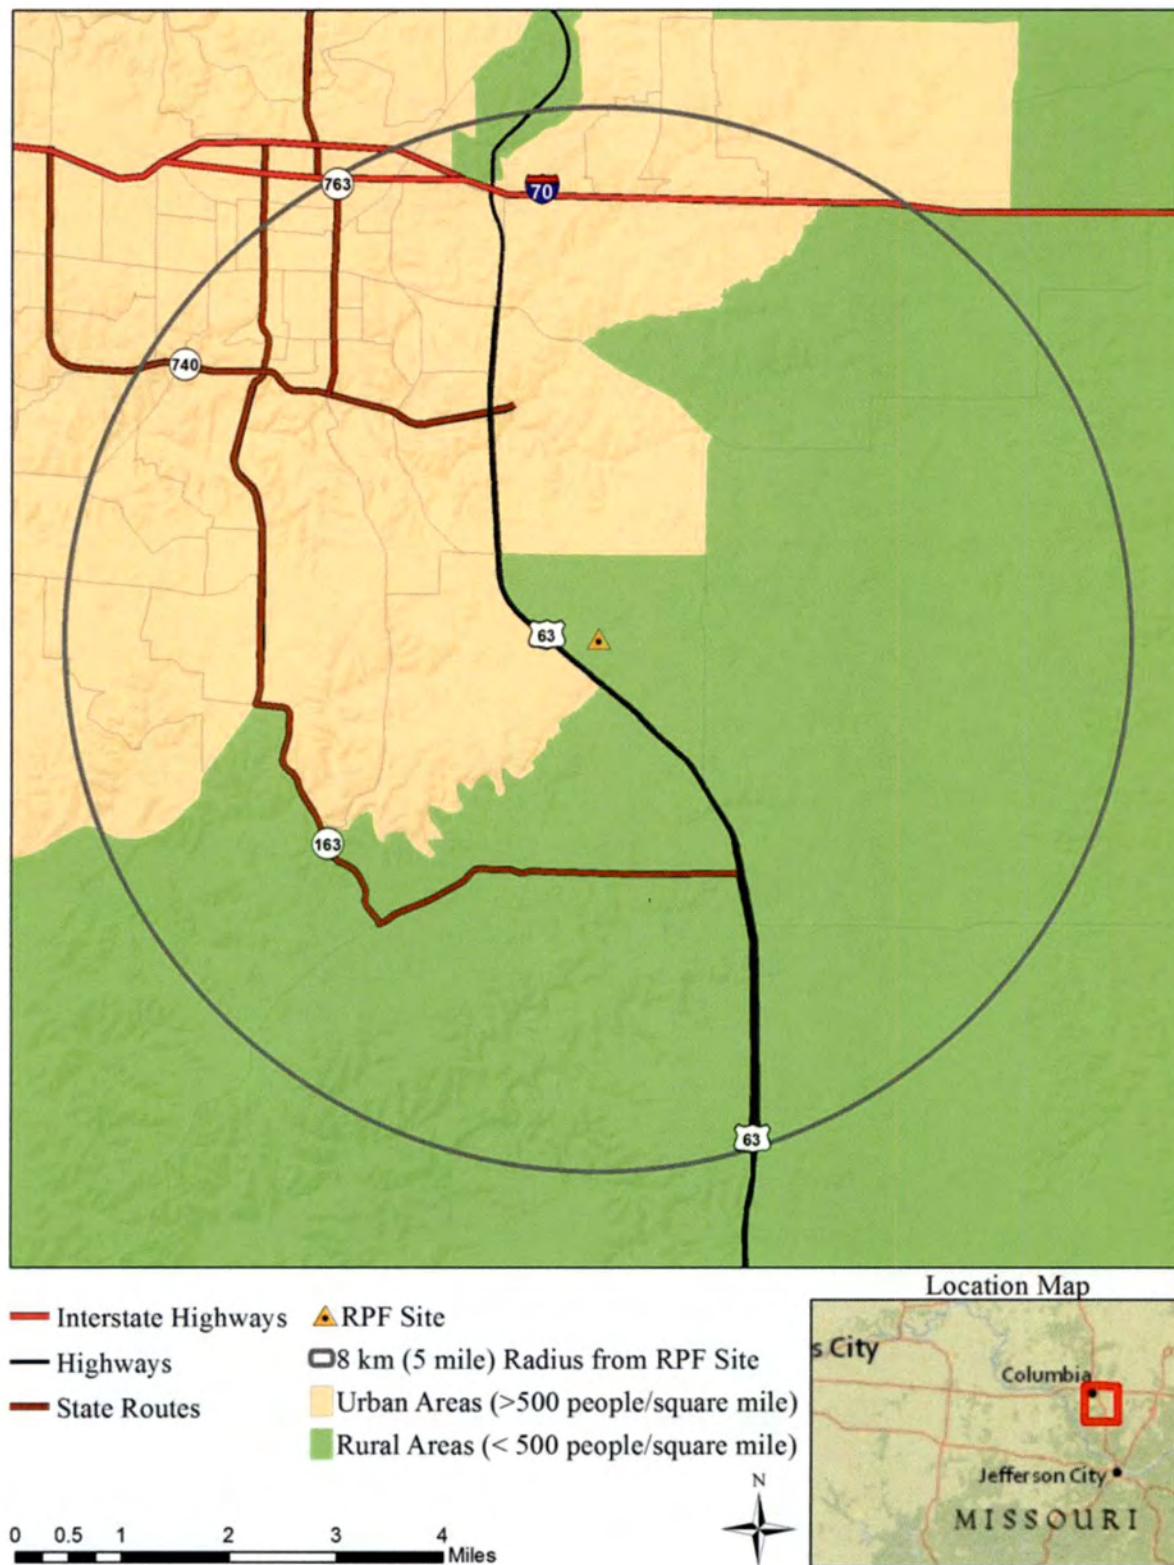 763
70
740
63
163
63
Interstate Highways
Highways
State Routes
RPF Site
8 km (5 mile) Radius from RPF Site
Urban Areas (>500 people/square mile)
Rural Areas (< 500 people/square mile)
0 0.5 1 2 3 4
Miles
N
Location Map
s City
Columbia
Jefferson City
MISSOURI